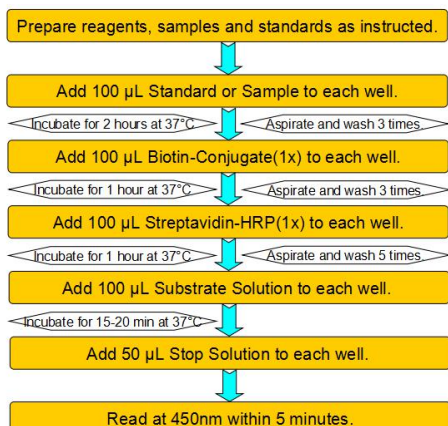 Prepare reagents, samples and standards as instructed.
Add 100 µL Standard or Sample to each well.
Incubate for 2 hours at 37°C
Aspirate and wash 3 times.
Add 100 µL Biotin-Conjugate(1x) to each well.
Incubate for 1 hour at 37°C
Aspirate and wash 3 times.
Add 100 µL Streptavidin-HRP(1x) to each well.
Incubate for 1 hour at 37°C
Aspirate and wash 5 times.
Add 100 µL Substrate Solution to each well.
Incubate for 15-20 min at 37°C
Add 50 µL Stop Solution to each well.
Read at 450nm within 5 minutes.